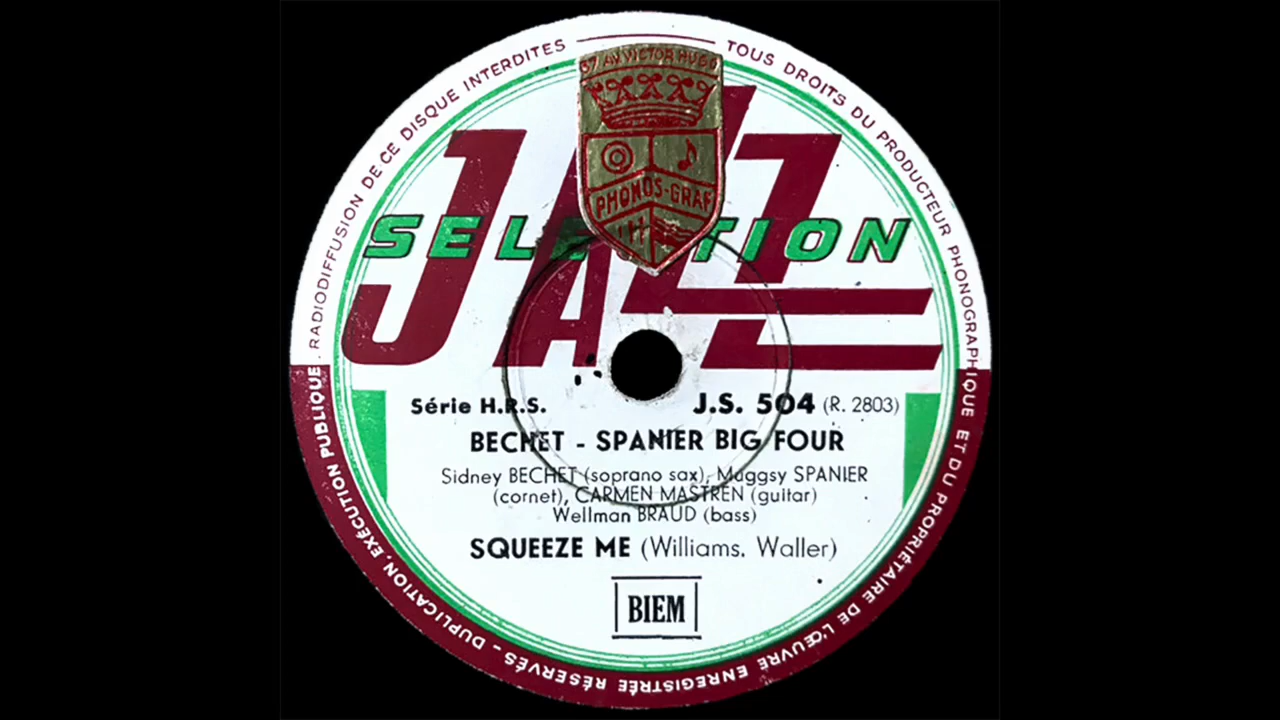 RADIODIFFUSION DE CE DISQUE INTERDITES — TOUS DROITS DU PRODUCTEUR PHONOGRAPHIQUE ET DU PROPRIÉTAIRE DE L'ŒUVRE ENREGISTRÉE RÉSERVÉS - DUPLICATION, EXÉCUTION PUBLIQUE.
67 AV VICTOR HUGO
PHONOS-GRAF
JAZZ
SELECTION
Série H.R.S. J.S. 504 (R. 2803)
BECHET - SPANIER BIG FOUR
Sidney BECHET (soprano sax), Muggsy SPANIER
(cornet), CARMEN MASTREN (guitar)
Wellman BRAUD (bass)
SQUEEZE ME (Williams. Waller)
BIEM